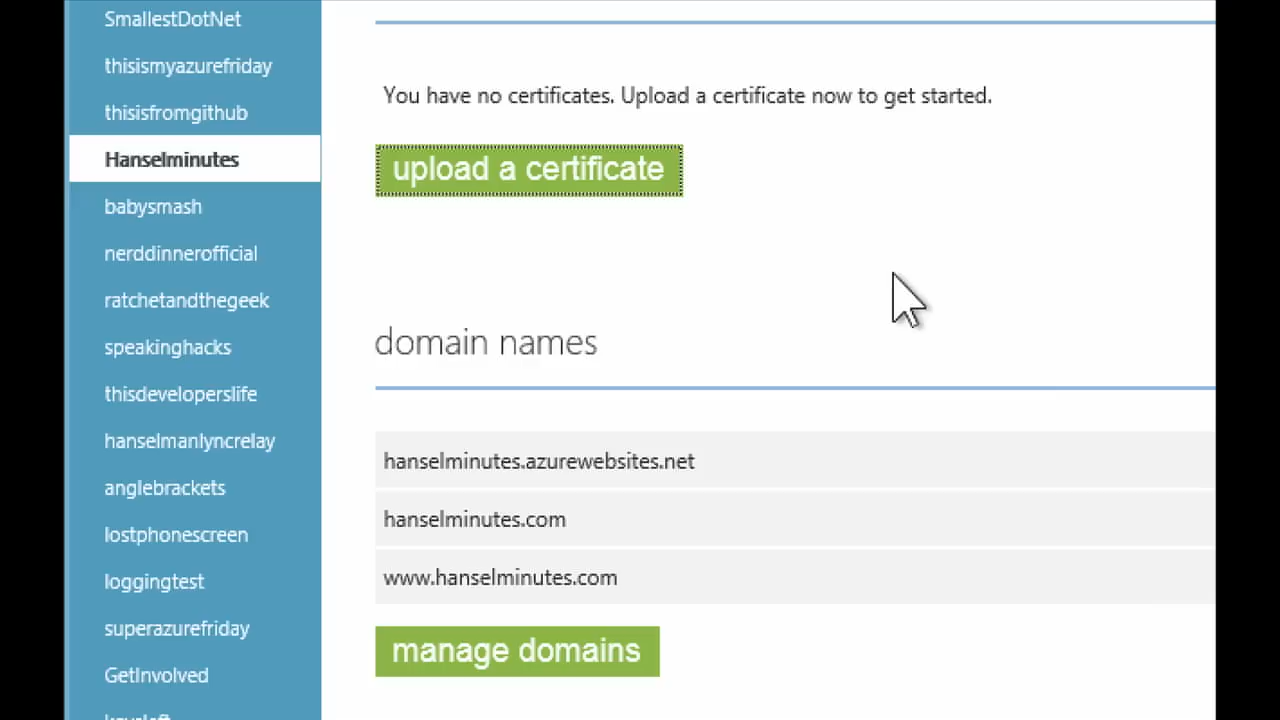 SmallestDotNet
thisismyazurefriday
thisisfromgithub
Hanselminutes
babysmash
nerddinnerofficial
ratchetandthegeek
speakinghacks
thisdeveloperslife
hanselmanlyncrelay
anglebrackets
lostphonescreen
loggingtest
superazurefriday
GetInvolved
You have no certificates. Upload a certificate now to get started.
upload a certificate
domain names
hanselminutes.azurewebsites.net
hanselminutes.com
www.hanselminutes.com
manage domains